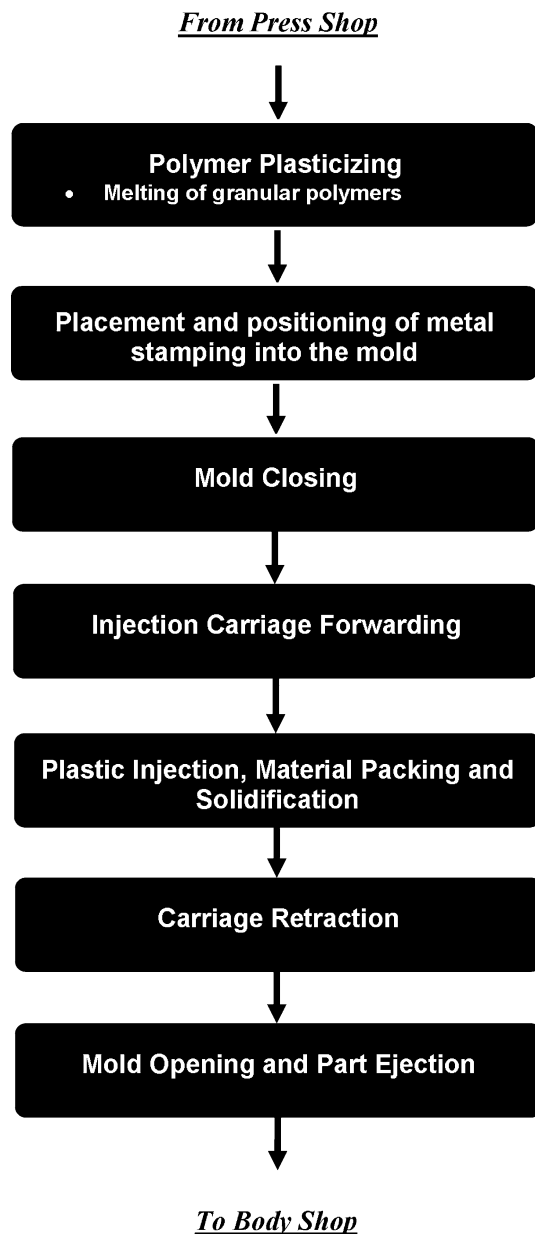 From Press Shop
Polymer Plasticizing
• Melting of granular polymers
Placement and positioning of metal
stamping into the mold
Mold Closing
Injection Carriage Forwarding
Plastic Injection, Material Packing and
Solidification
Carriage Retraction
Mold Opening and Part Ejection
To Body Shop